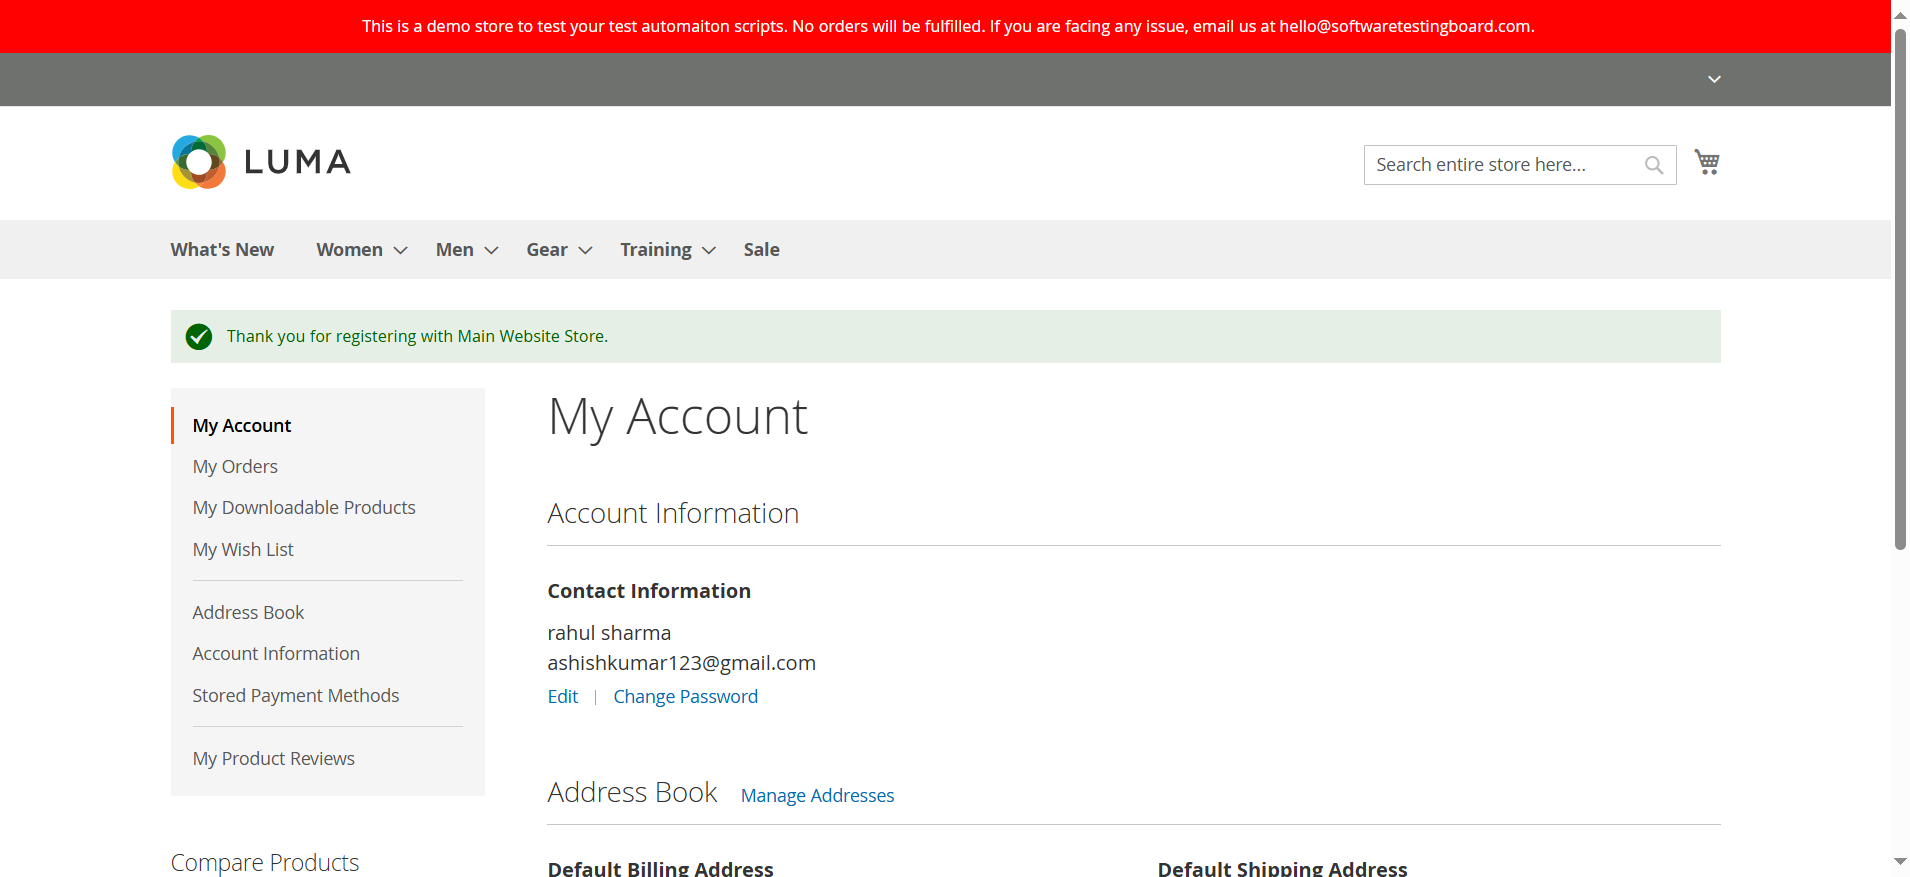 This is a demo store to test your test automaiton scripts. No orders will be fulfilled. If you are facing any issue, email us at hello@softwaretestingboard.com.
LUMA
Search entire store here...
What's New Women Men Gear Training Sale
Thank you for registering with Main Website Store.
My Account
My Orders
My Downloadable Products
My Wish List
Address Book
Account Information
Stored Payment Methods
My Product Reviews
Compare Products
My Account
Account Information
Contact Information
rahul sharma
ashishkumar123@gmail.com
Edit | Change Password
Address Book Manage Addresses
Default Billing Address
Default Shipping Address